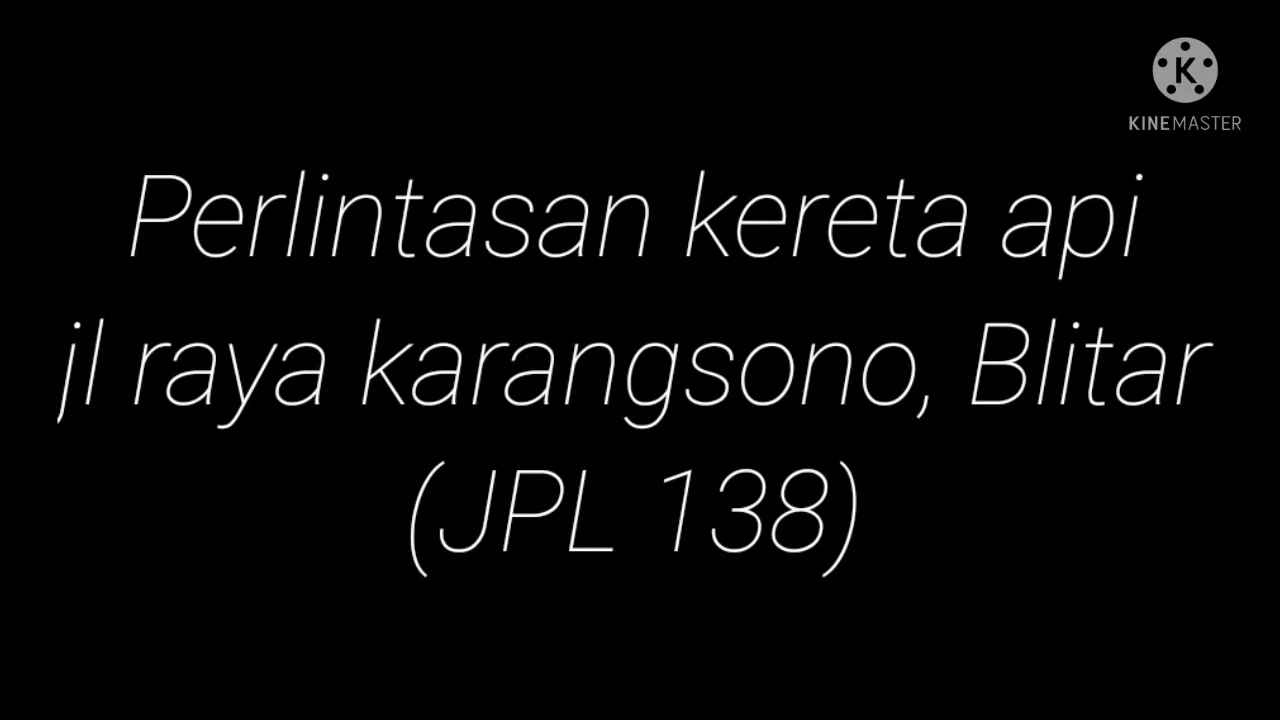 K
KINEMASTER
Perlintasan kereta api
jl raya karangsono, Blitar
(JPL 138)